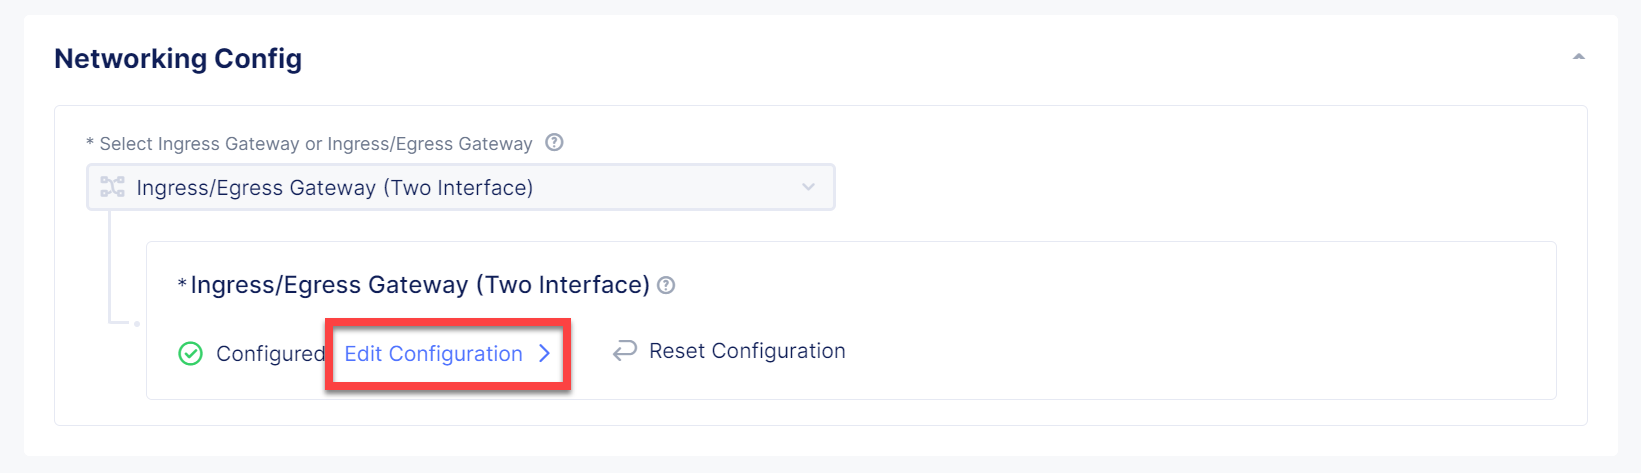 Networking Config
* Select Ingress Gateway or Ingress/Egress Gateway
Ingress/Egress Gateway (Two Interface)
*Ingress/Egress Gateway (Two Interface)
Configured Edit Configuration Reset Configuration